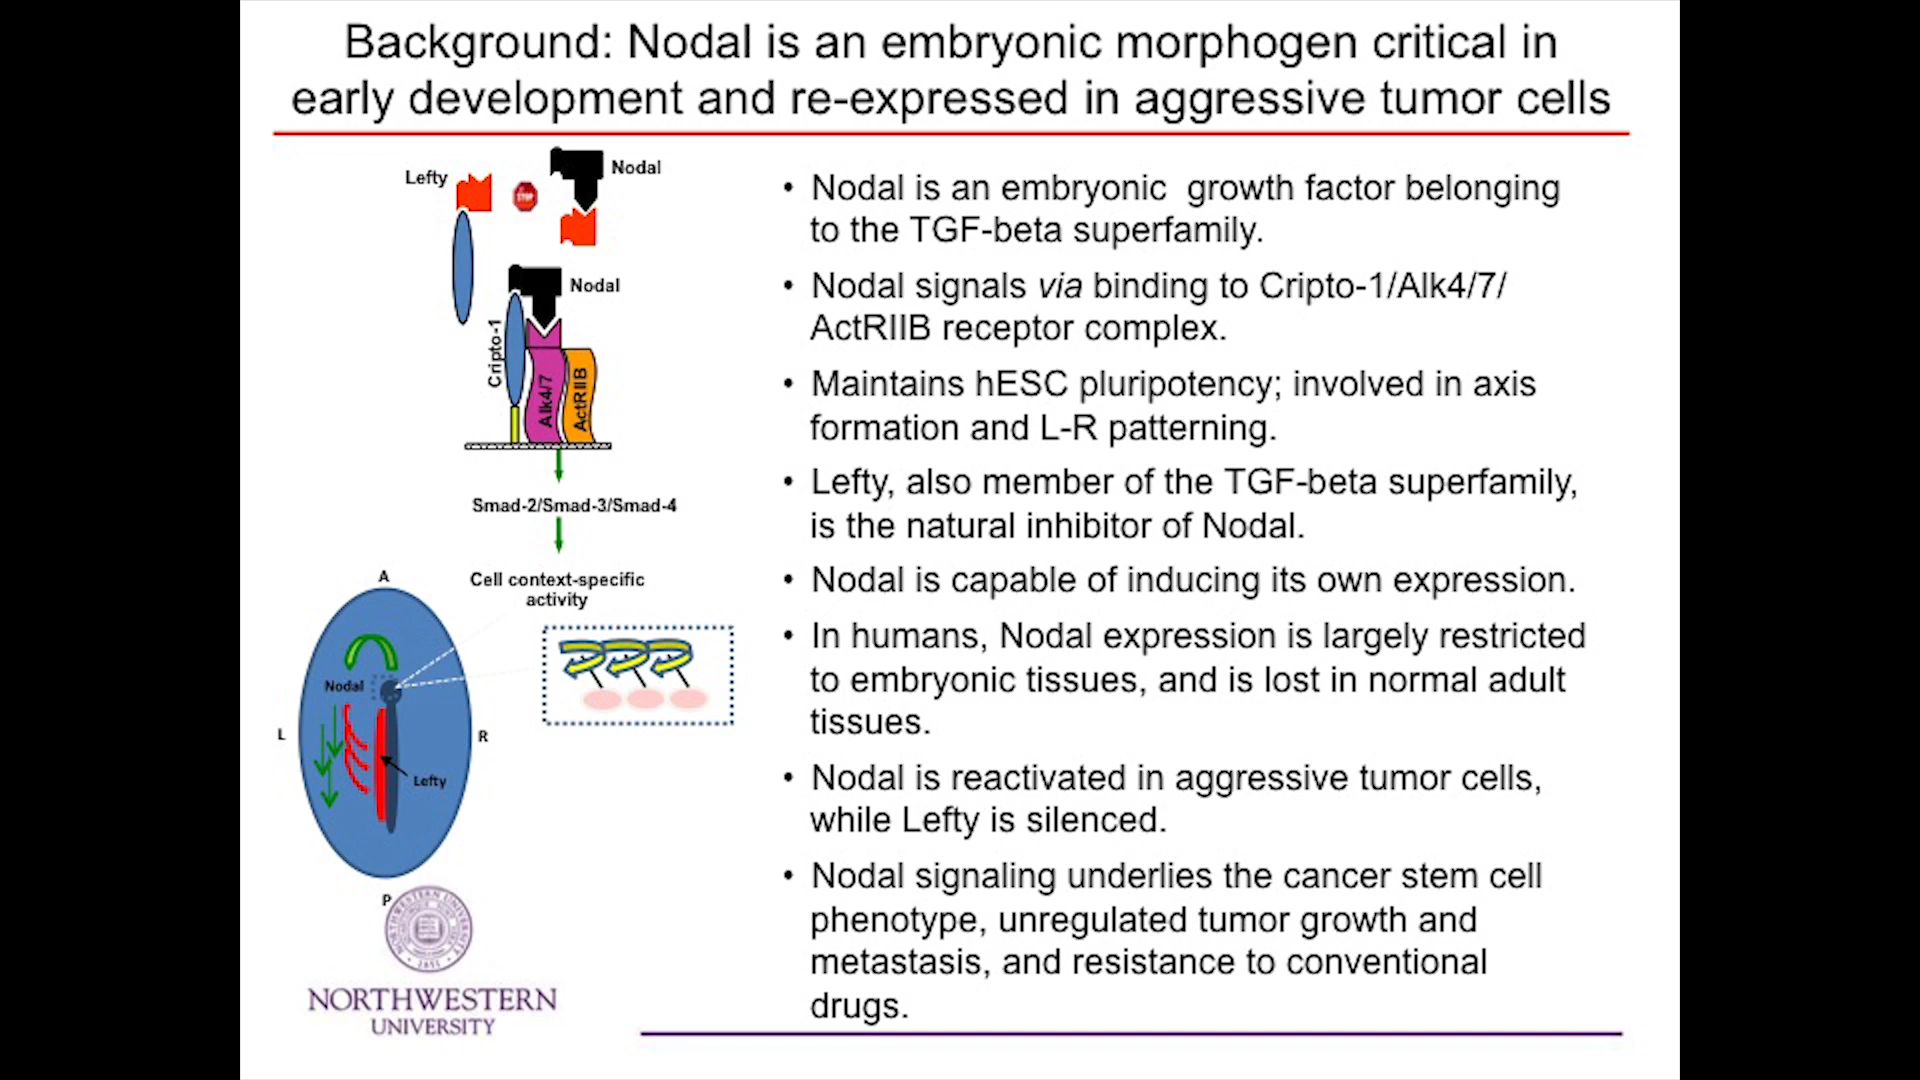 Background: Nodal is an embryonic morphogen critical in
early development and re-expressed in aggressive tumor cells
Lefty
STOP
Nodal
Nodal
Cripto-1
Alk4/7
ActRIIB
Smad-2/Smad-3/Smad-4
Cell context-specific
activity
A
Nodal
L
R
Lefty
P
NORTHWESTERN
UNIVERSITY
• Nodal is an embryonic  growth factor belonging
to the TGF-beta superfamily.
• Nodal signals via binding to Cripto-1/Alk4/7/
ActRIIB receptor complex.
• Maintains hESC pluripotency; involved in axis
formation and L-R patterning.
• Lefty, also member of the TGF-beta superfamily,
is the natural inhibitor of Nodal.
• Nodal is capable of inducing its own expression.
• In humans, Nodal expression is largely restricted
to embryonic tissues, and is lost in normal adult
tissues.
• Nodal is reactivated in aggressive tumor cells,
while Lefty is silenced.
• Nodal signaling underlies the cancer stem cell
phenotype, unregulated tumor growth and
metastasis, and resistance to conventional
drugs.